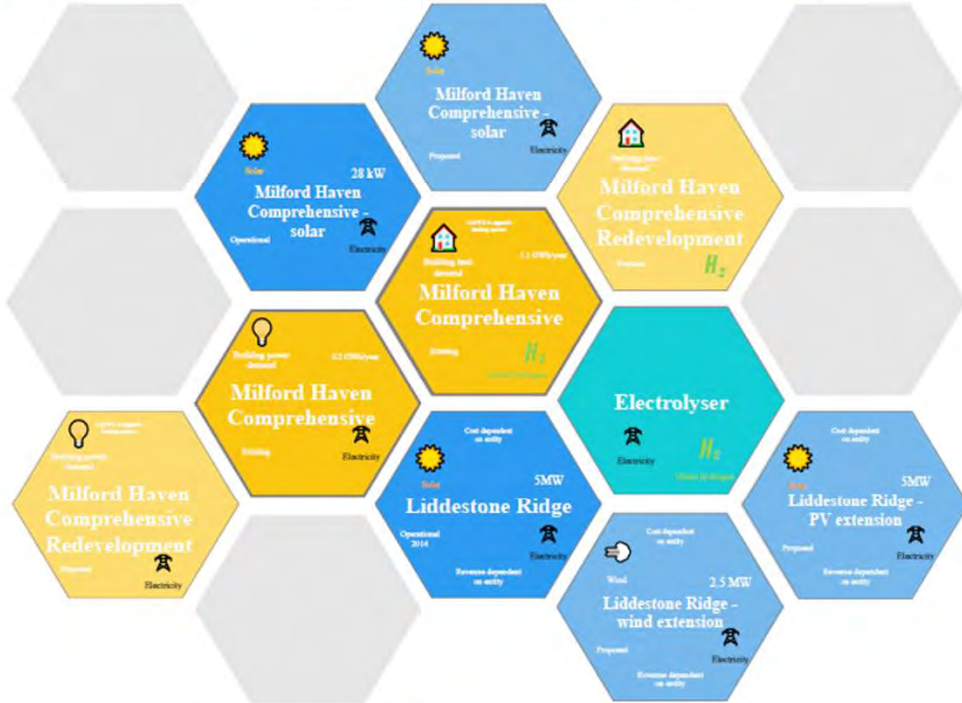 Solar
Milford Haven
Comprehensive -
solar
Proposed
Electricity
Solar
28 kW
Milford Haven
Comprehensive -
solar
Operational
Electricity
Building heat
demand
Milford Haven
Comprehensive
Redevelopment
Proposed
H2
Building heat
demand
1.1 GWh/year
Milford Haven
Comprehensive
Existing
H2
Building power
demand
0.2 GWh/year
Milford Haven
Comprehensive
Existing
Electricity
Electrolyser
Electricity
H2
Building power
demand
Milford Haven
Comprehensive
Redevelopment
Proposed
Electricity
Cost dependent
on entity
Solar
5MW
Liddestone Ridge
Operational
2014
Electricity
Revenue dependent
on entity
Cost dependent
on entity
Solar
5MW
Liddestone Ridge -
PV extension
Proposed
Electricity
Revenue dependent
on entity
Cost dependent
on entity
Wind
2.5 MW
Liddestone Ridge -
wind extension
Proposed
Electricity
Revenue dependent
on entity